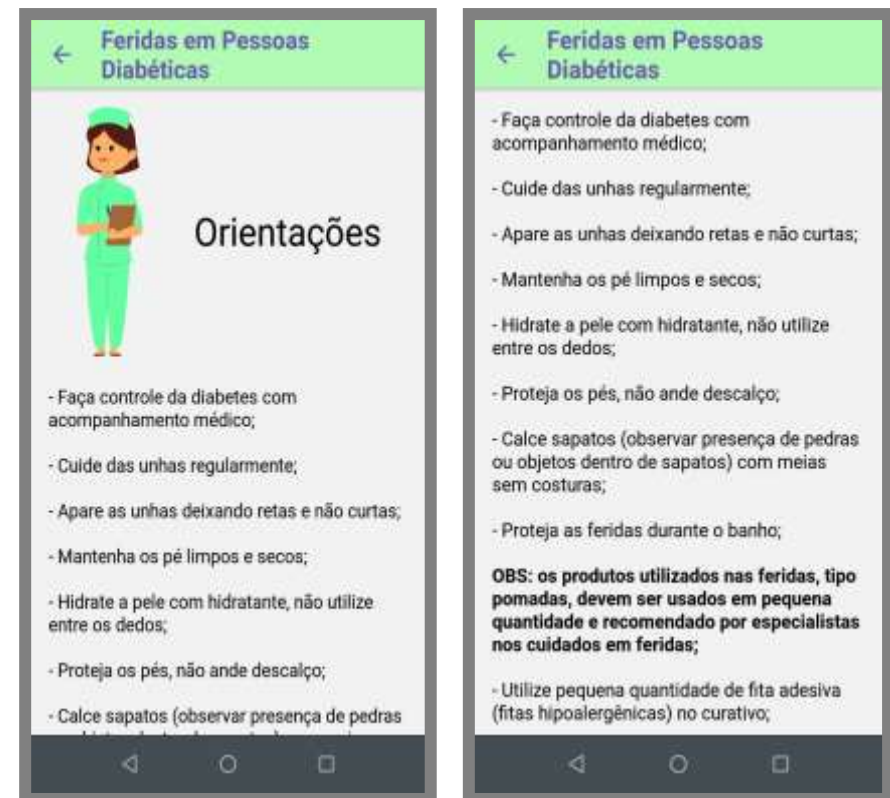 Feridas em Pessoas
Diabéticas
Orientações
- Faça controle da diabetes com
acompanhamento médico;
- Cuide das unhas regularmente;
- Apare as unhas deixando retas e não curtas;
- Mantenha os pé limpos e secos;
- Hidrate a pele com hidratante, não utilize
entre os dedos;
- Proteja os pés, não ande descalço;
- Calce sapatos (observar presença de pedras
Feridas em Pessoas
Diabéticas
- Faça controle da diabetes com
acompanhamento médico;
- Cuide das unhas regularmente;
- Apare as unhas deixando retas e não curtas;
- Mantenha os pé limpos e secos;
- Hidrate a pele com hidratante, não utilize
entre os dedos;
- Proteja os pés, não ande descalço;
- Calce sapatos (observar presença de pedras
ou objetos dentro de sapatos) com meias
sem costuras;
- Proteja as feridas durante o banho;
OBS: os produtos utilizados nas feridas, tipo
pomadas, devem ser usados em pequena
quantidade e recomendado por especialistas
nos cuidados em feridas;
- Utilize pequena quantidade de fita adesiva
(fitas hipoalergênicas) no curativo;